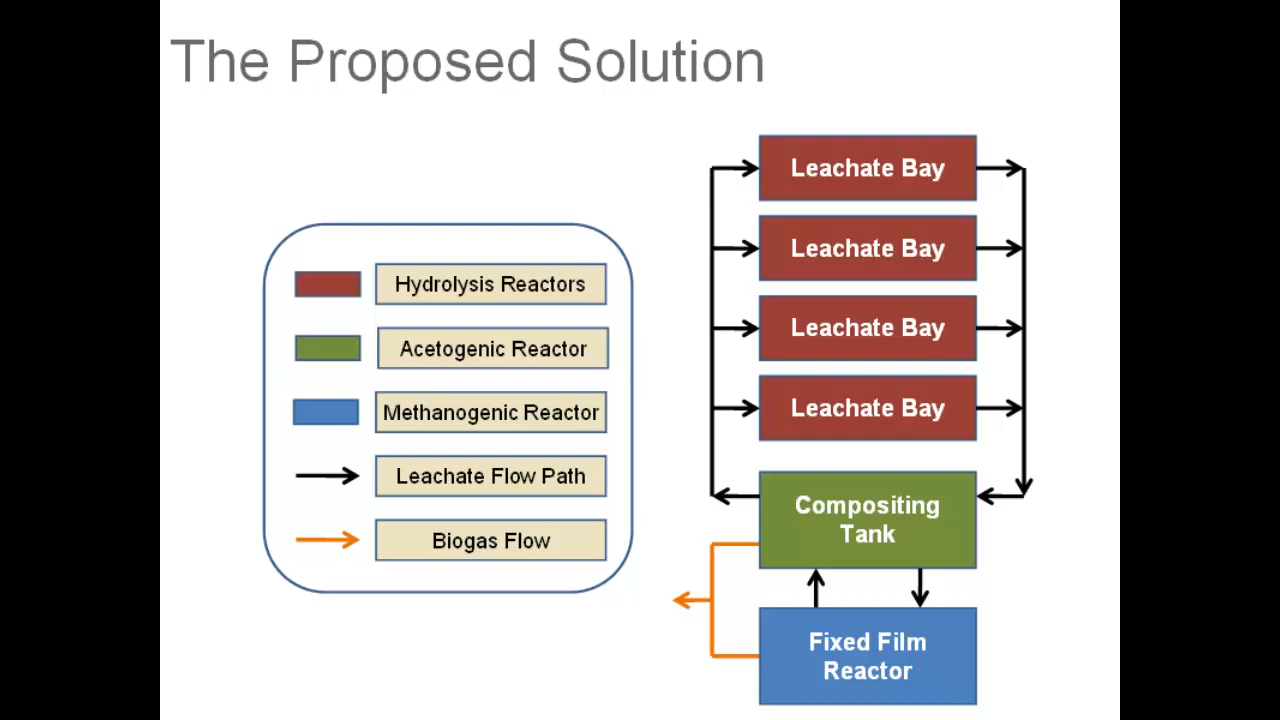 The Proposed Solution
Hydrolysis Reactors
Acetogenic Reactor
Methanogenic Reactor
Leachate Flow Path
Biogas Flow
Leachate Bay
Leachate Bay
Leachate Bay
Leachate Bay
Compositing
Tank
Fixed Film
Reactor